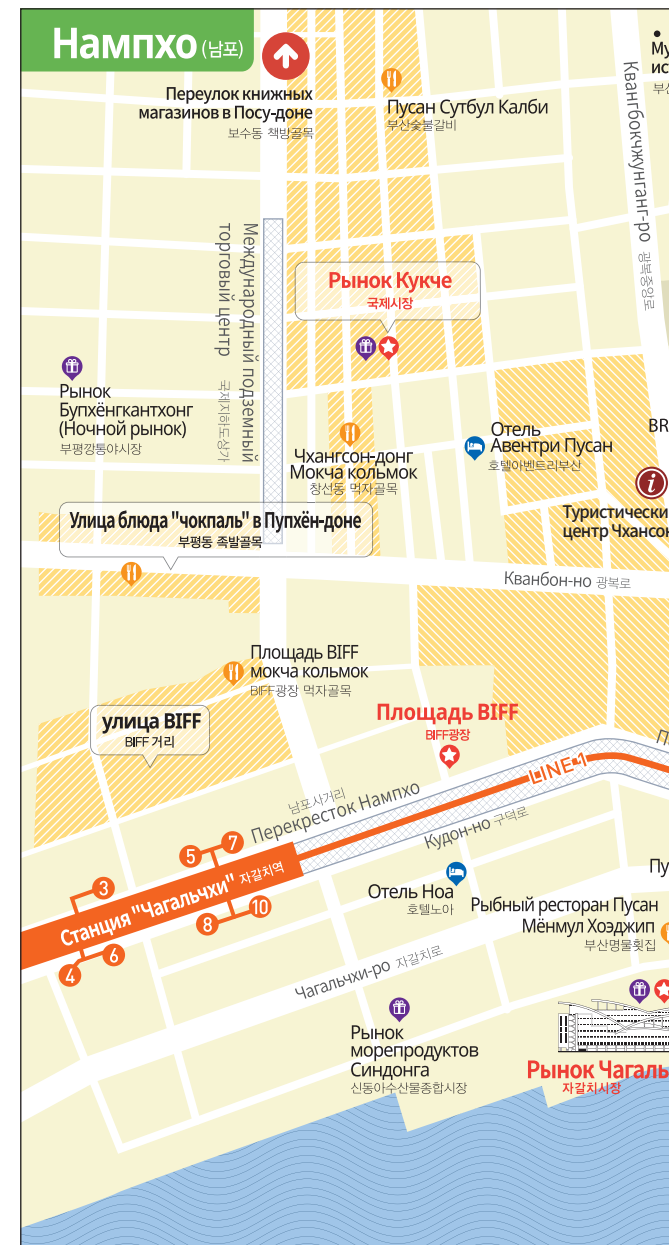 Нампхо (남포)
Переулок книжных
магазинов в Посу-доне
보수동 책방골목
Пусан Сутбул Калби
부산숯불갈비
Квангбокчжунганг-ро 광복중앙로
Международный подземный
торговый центр 국제지하도상가
Рынок Кукче
国제시장
Рынок
Бупхёнгкантхонг
(Ночной рынок)
부평깡통야시장
Чхангсон-донг
Мокча кольмок
창선동 먹자골목
Отель
Авентри Пусан
호텔아벤트리부산
BR
i
Туристически
центр Чхансон
Улица блюда "чокпаль" в Пупхён-доне
부평동 족발골목
Кванбон-но 광복로
Площадь BIFF
мокча кольмок
BIFF광장 먹자골목
улица BIFF
BIFF 거리
Площадь BIFF
BIFF광장
LINE 1
남포사거리
Перекресток Нампхо
Кудон-но 구덕로
5
7
3
Станция "Чагальчхи" 자갈치역
8
10
4
6
Отель Ноа
호텔노아
Пу
Рыбный ресторан Пусан
Мёнмул Хоэджип
부산명물횟집
Чагальчхи-ро 자갈치로
Рынок
морепродуктов
Синдонга
신동아수산물종합시장
Рынок Чагаль
자갈치시장